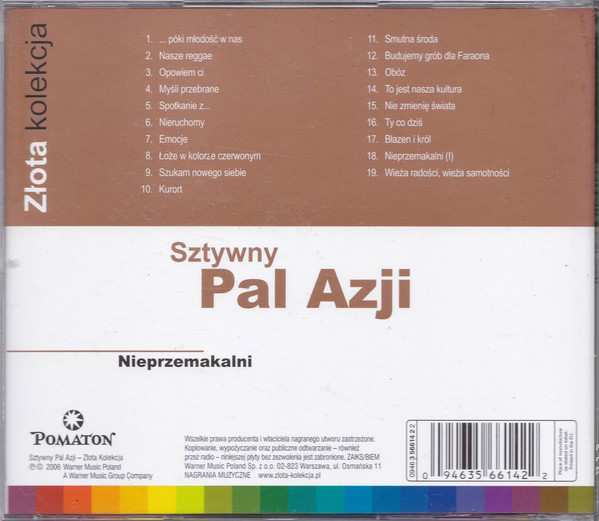 Złota kolekcja
1. ... póki młodość w nas
2. Nasze reggae
3. Opowiem ci
4. Myśli przebrane
5. Spotkanie z...
6. Nieruchomy
7. Emocje
8. Łoże w kolorze czerwonym
9. Szukam nowego siebie
10. Kurort
11. Smutna środa
12. Budujemy grób dla Faraona
13. Obóz
14. To jest nasza kultura
15. Nie zmienię świata
16. Ty co dziś
17. Błazen i król
18. Nieprzemakalni (I)
19. Wieża radości, wieża samotności
Sztywny
Pal Azji
Nieprzemakalni
POMATON
Sztywny Pal Azji – Złota Kolekcja
℗© 2006 Warner Music Poland
A Warner Music Group Company
Wszelkie prawa producenta i właściciela nagranego utworu zastrzeżone.
Kopiowanie, wypożyczanie oraz publiczne odtwarzanie – również
przez radio – niniejszej płyty bez zezwolenia jest zabronione. ZAIKS/BIEM
Warner Music Poland Sp. z o.o. 02-823 Warszawa, ul. Osmańska 11
NAGRANIA MUZYCZNE www.zlota-kolekcja.pl
0946 3 56614 2 2
0 94635 66142 2